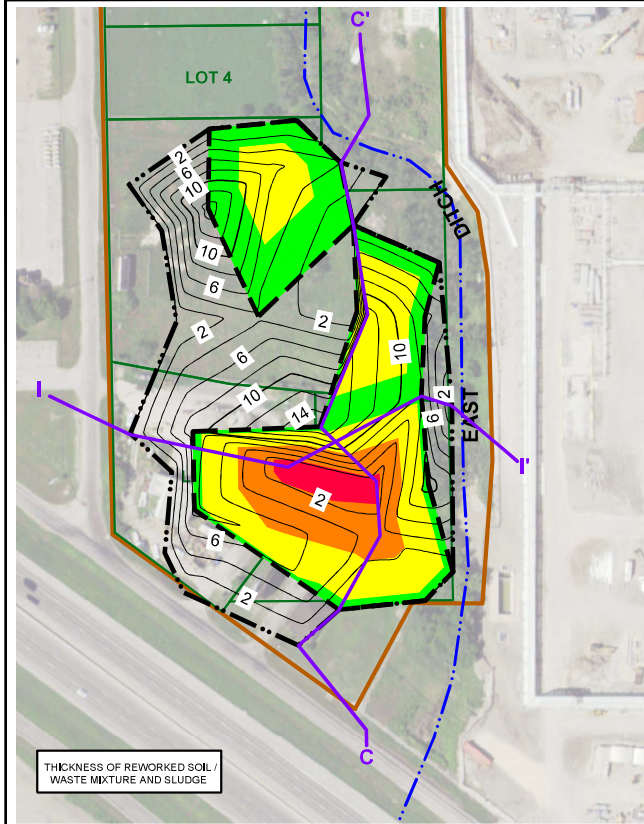 C'
LOT 4
2
6
10
DITCH
10
6
2
2
6
10
10
2
6
EAST
I
14
I'
2
6
2
C
THICKNESS OF REWORKED SOIL /
WASTE MIXTURE AND SLUDGE